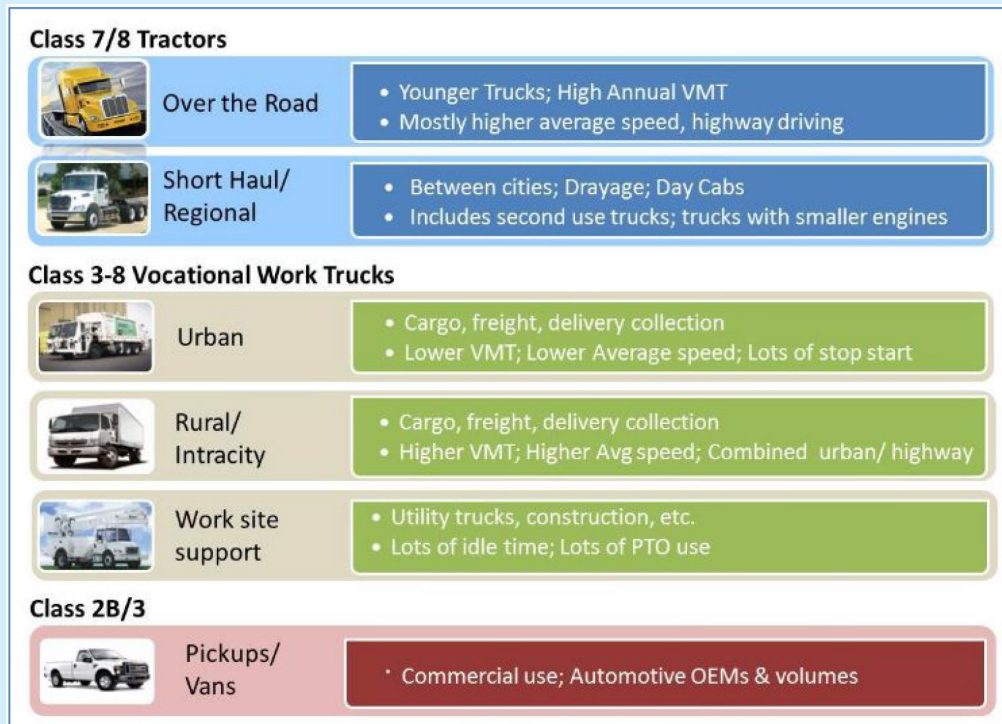 Class 7/8 Tractors
Over the Road
• Younger Trucks; High Annual VMT
• Mostly higher average speed, highway driving
Short Haul/
Regional
• Between cities; Drayage; Day Cabs
• Includes second use trucks; trucks with smaller engines
Class 3-8 Vocational Work Trucks
Urban
• Cargo, freight, delivery collection
• Lower VMT; Lower Average speed; Lots of stop start
Rural/
Intracity
• Cargo, freight, delivery collection
• Higher VMT; Higher Avg speed; Combined urban/ highway
Work site
support
• Utility trucks, construction, etc.
• Lots of idle time; Lots of PTO use
Class 2B/3
Pickups/
Vans
· Commercial use; Automotive OEMs & volumes